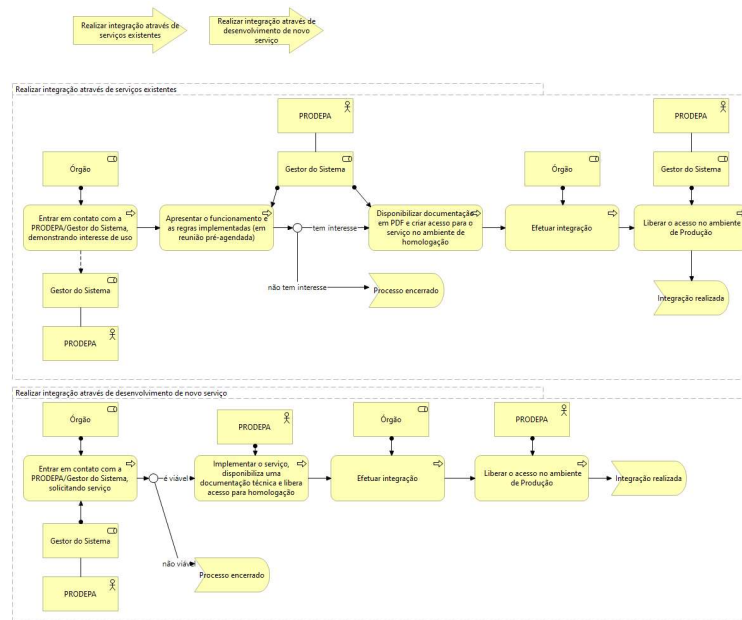 Realizar integração através de
serviços existentes
Realizar integração através de
desenvolvimento de novo
serviço
Realizar integração através de serviços existentes
PRODEPA
PRODEPA
Órgão
Gestor do Sistema
Órgão
Gestor do Sistema
Entrar em contato com a
PRODEPA/Gestor do Sistema,
demonstrando interesse de uso
Apresentar o funcionamento e
as regras implementadas (em
reunião pré-agendada)
tem interesse
Disponibilizar documentação
em PDF e criar acesso para o
serviço no ambiente de
homologação
Efetuar integração
Liberar o acesso no ambiente
de Produção
Gestor do Sistema
não tem interesse
Processo encerrado
Integração realizada
PRODEPA
Realizar integração através de desenvolvimento de novo serviço
Órgão
PRODEPA
Órgão
PRODEPA
Entrar em contato com a
PRODEPA/Gestor do Sistema,
solicitando serviço
é viável
Implementar o serviço,
disponibiliza uma
documentação técnica e libera
acesso para homologação
Efetuar integração
Liberar o acesso no ambiente
de Produção
Integração realizada
Gestor do Sistema
não viável
Processo encerrado
PRODEPA